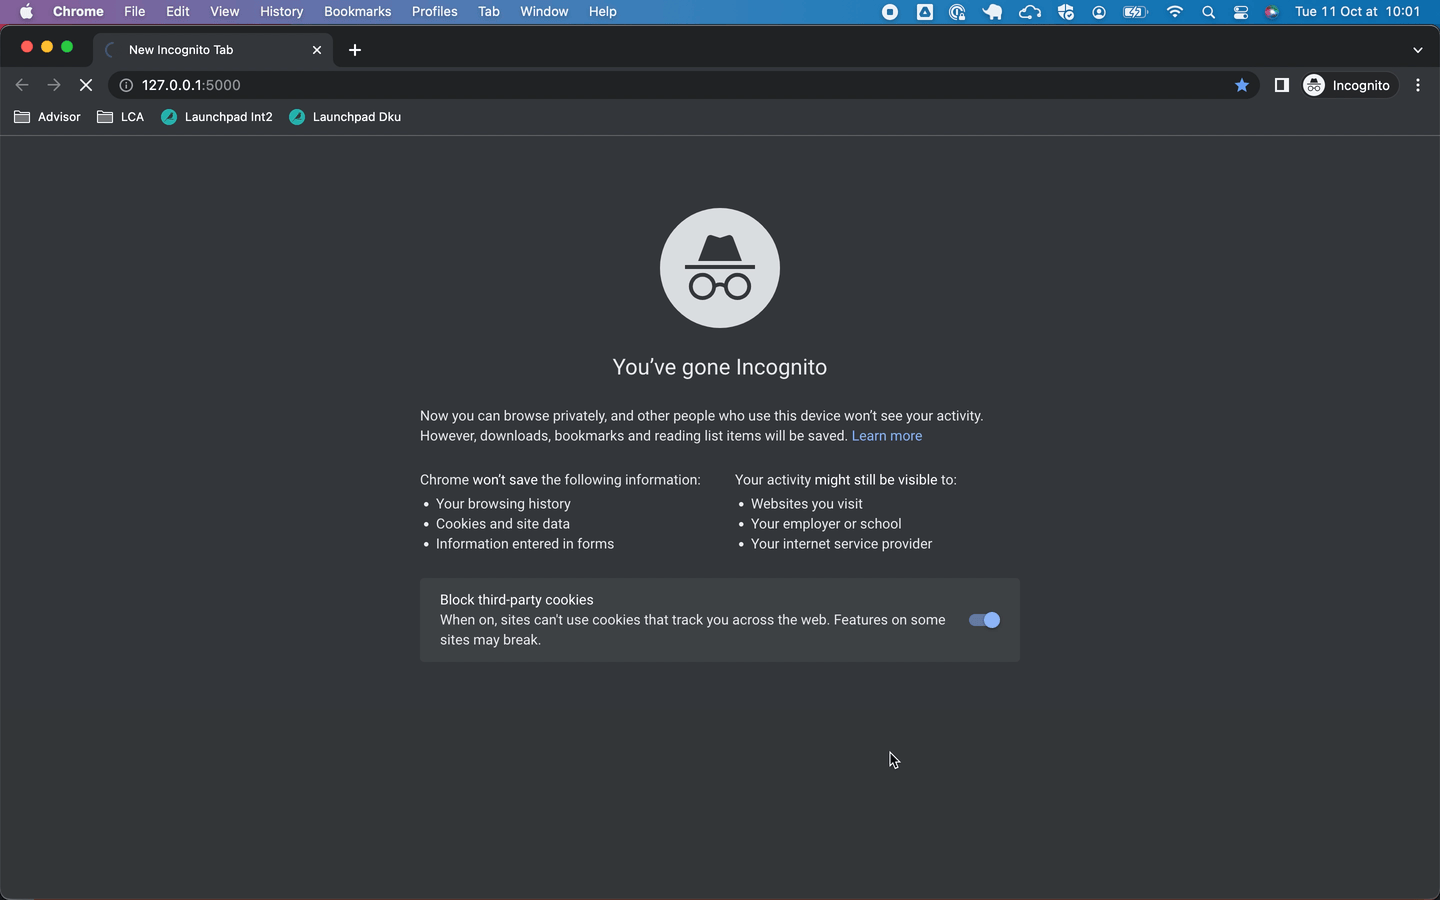 Chrome File Edit View History Bookmarks Profiles Tab Window Help Tue 11 Oct at 10:01
New Incognito Tab
127.0.0.1:5000 Incognito
Advisor LCA Launchpad Int2 Launchpad Dku
You've gone Incognito
Now you can browse privately, and other people who use this device won't see your activity.
However, downloads, bookmarks and reading list items will be saved. Learn more
Chrome won't save the following information:
• Your browsing history
• Cookies and site data
• Information entered in forms
Your activity might still be visible to:
• Websites you visit
• Your employer or school
• Your internet service provider
Block third-party cookies
When on, sites can't use cookies that track you across the web. Features on some
sites may break.